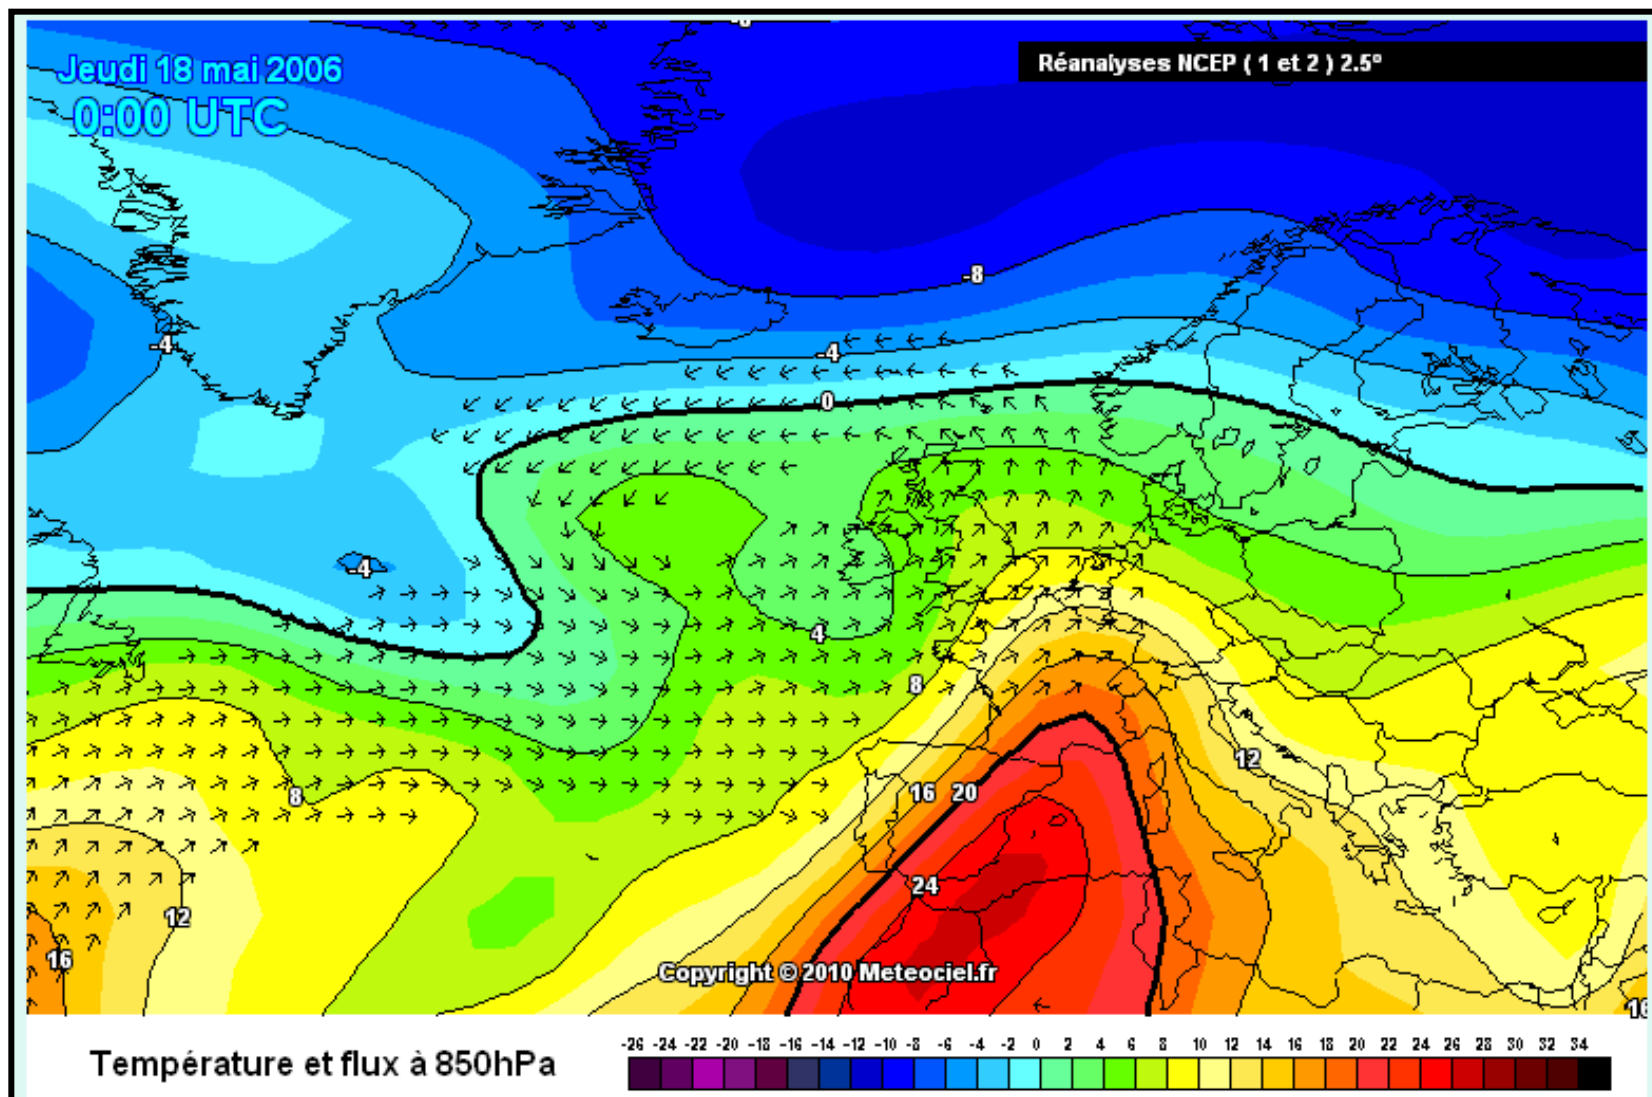 -8
Jeudi 18 mai 2006
Réanalyses NCEP ( 1 et 2 ) 2.5°
0:00 UTC
-8
-4
-4
0
-4
4
8
12
8
16 20
24
12
16
Copyright © 2010 Meteociel.fr
16
Température et flux à 850hPa
-26 -24 -22 -20 -18 -16 -14 -12 -10 -8 -6 -4 -2 0 2 4 6 8 10 12 14 16 18 20 22 24 26 28 30 32 34